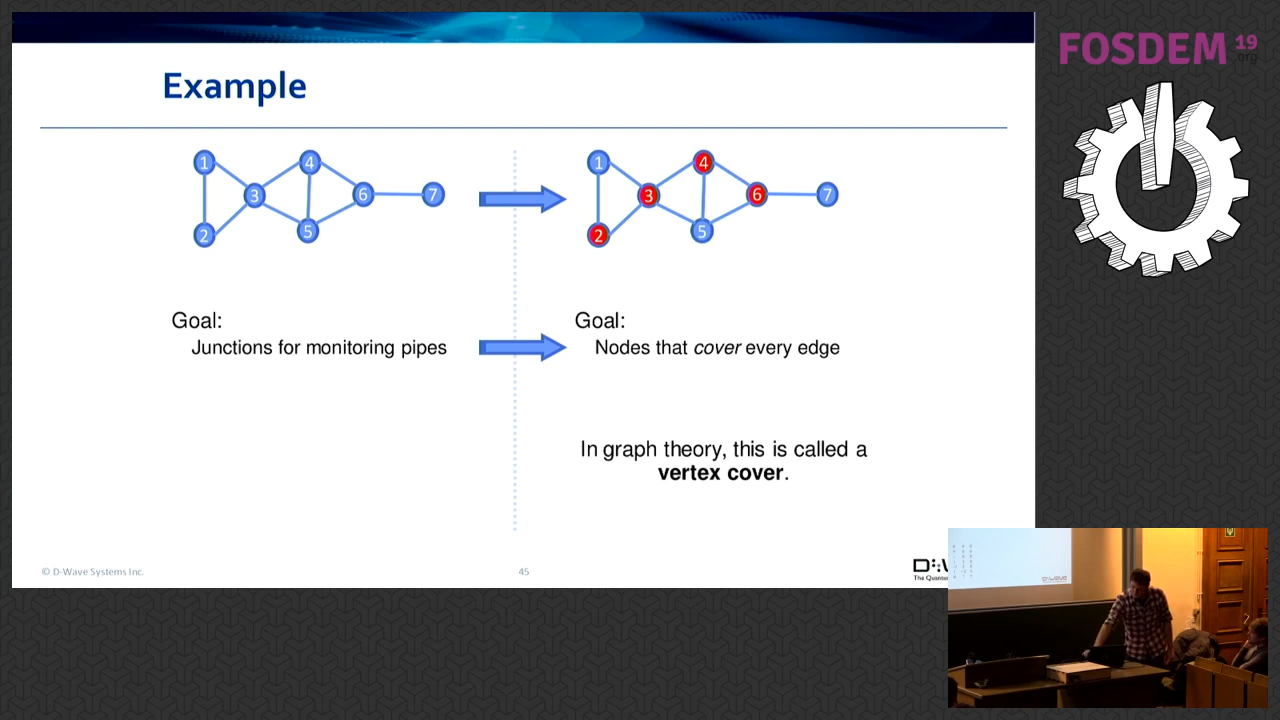 FOSDEM 19
.org
Example
1 4 3 6 7 2 5
1 4 3 6 7 2 5
Goal:
Junctions for monitoring pipes
Goal:
Nodes that cover every edge
In graph theory, this is called a
vertex cover.
© D-Wave Systems Inc.
45
The Quantum